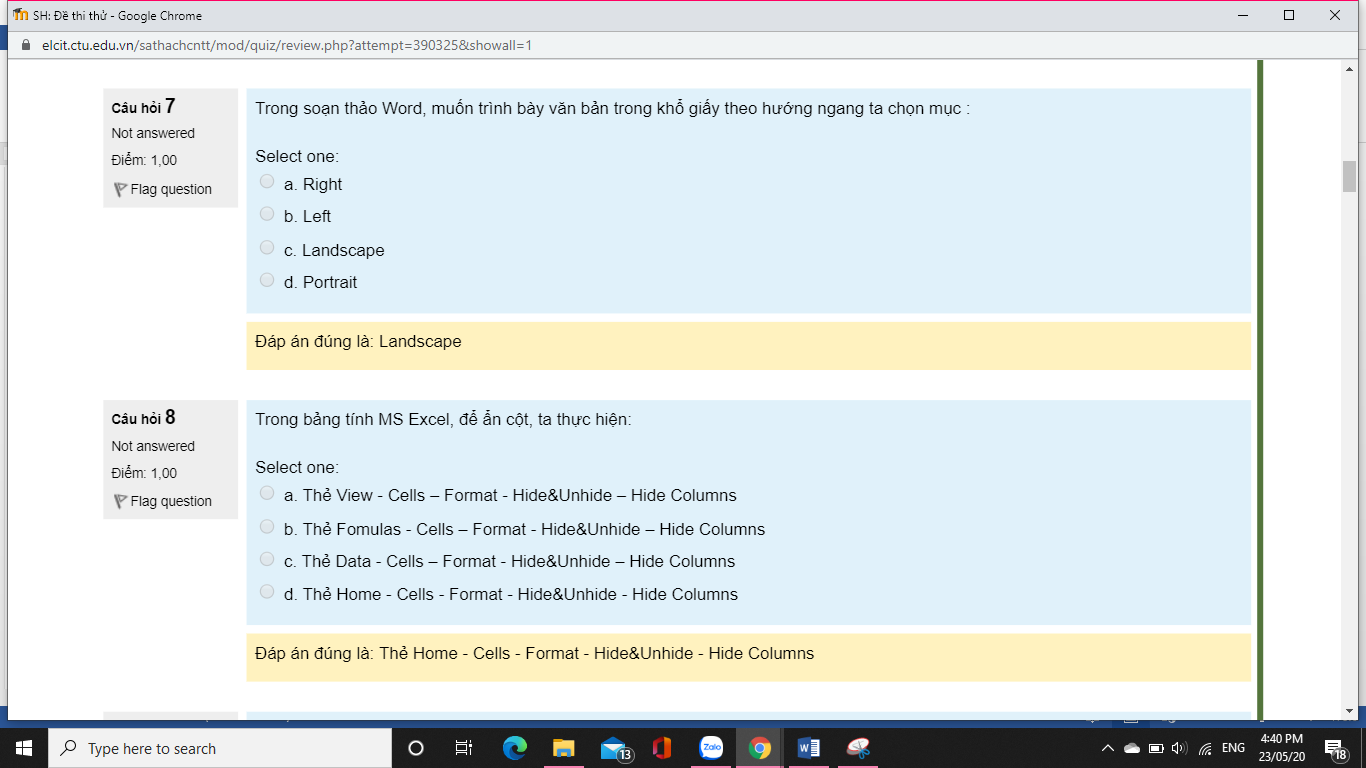 SH: Đề thi thử - Google Chrome
elcit.ctu.edu.vn/sathachcntt/mod/quiz/review.php?attempt=390325&showall=1
Câu hỏi 7
Not answered
Điểm: 1,00
Flag question
Trong soạn thảo Word, muốn trình bày văn bản trong khổ giấy theo hướng ngang ta chọn mục :
Select one:
a. Right
b. Left
c. Landscape
d. Portrait
Đáp án đúng là: Landscape
Câu hỏi 8
Not answered
Điểm: 1,00
Flag question
Trong bảng tính MS Excel, để ẩn cột, ta thực hiện:
Select one:
a. Thẻ View - Cells – Format - Hide&Unhide – Hide Columns
b. Thẻ Fomulas - Cells – Format - Hide&Unhide – Hide Columns
c. Thẻ Data - Cells – Format - Hide&Unhide – Hide Columns
d. Thẻ Home - Cells - Format - Hide&Unhide - Hide Columns
Đáp án đúng là: Thẻ Home - Cells - Format - Hide&Unhide - Hide Columns
Type here to search
13
Zalo
ENG
4:40 PM
23/05/20
18